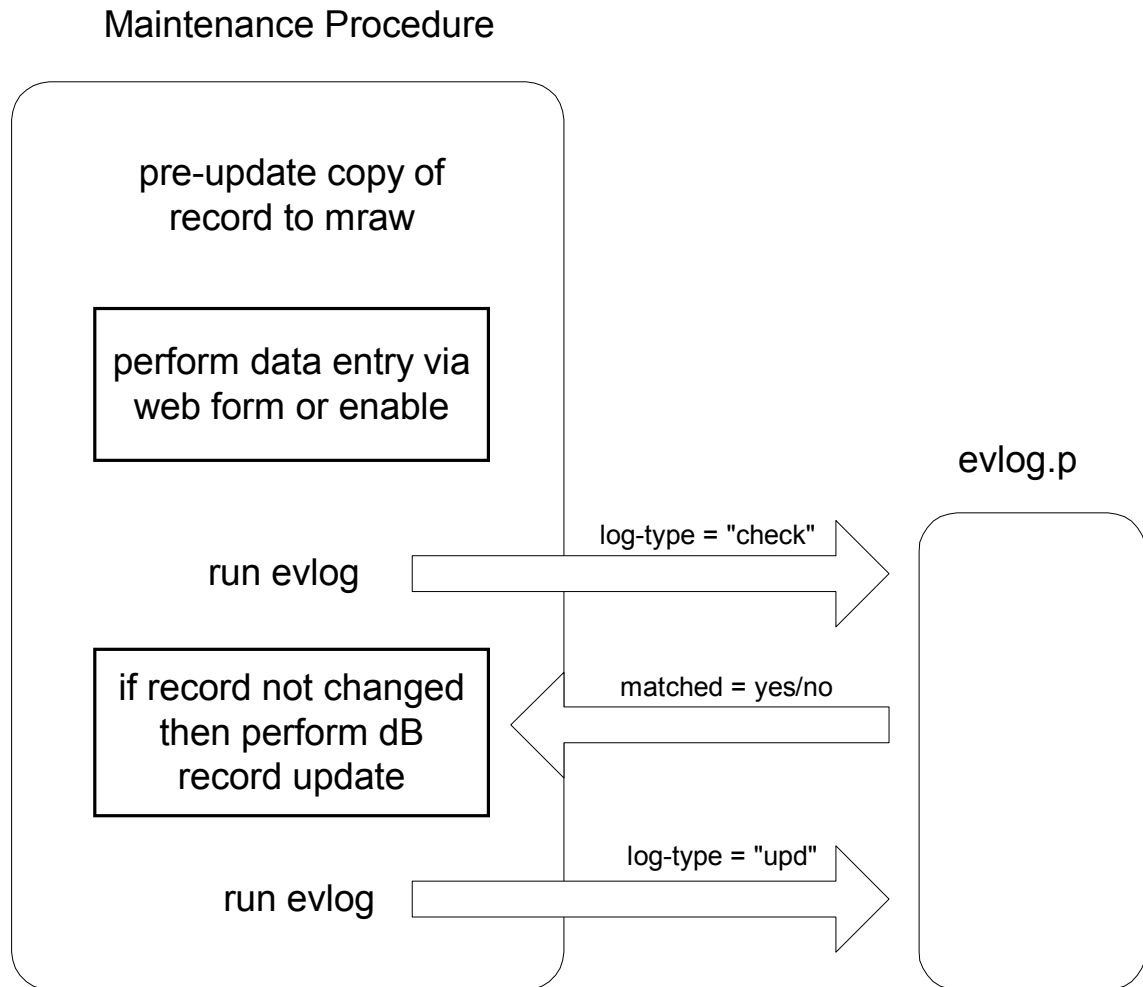 Maintenance Procedure
pre-update copy of
record to mraw
perform data entry via
web form or enable
evlog.p
log-type = "check"
run evlog
matched = yes/no
if record not changed
then perform dB
record update
log-type = "upd"
run evlog